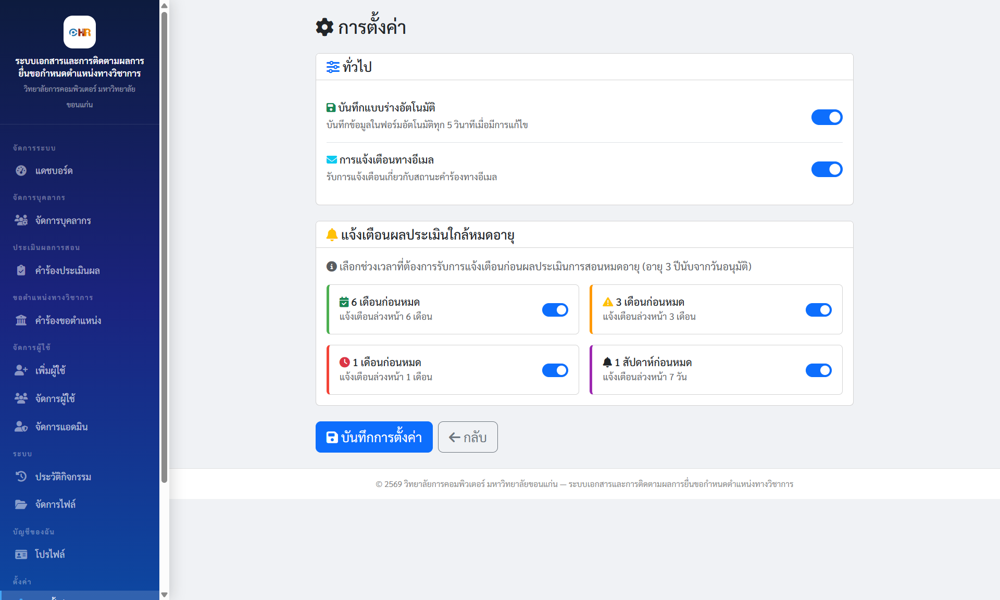 HR
ระบบเอกสารและการติดตามผลการ
ยื่นขอกำหนดตำแหน่งทางวิชาการ
วิทยาลัยการคอมพิวเตอร์ มหาวิทยาลัย
ขอนแก่น
จัดการระบบ
แดชบอร์ด
จัดการบุคลากร
จัดการบุคลากร
ประเมินผลการสอน
คำร้องประเมินผล
ขอตำแหน่งทางวิชาการ
คำร้องขอตำแหน่ง
จัดการผู้ใช้
เพิ่มผู้ใช้
จัดการผู้ใช้
จัดการแอดมิน
ระบบ
ประวัติกิจกรรม
จัดการไฟล์
บัญชีของฉัน
โปรไฟล์
ตั้งค่า
การตั้งค่า
ทั่วไป
บันทึกแบบร่างอัตโนมัติ
บันทึกข้อมูลในฟอร์มอัตโนมัติทุก 5 วินาทีเมื่อมีการแก้ไข
การแจ้งเตือนทางอีเมล
รับการแจ้งเตือนเกี่ยวกับสถานะคำร้องทางอีเมล
แจ้งเตือนผลประเมินใกล้หมดอายุ
เลือกช่วงเวลาที่ต้องการรับการแจ้งเตือนก่อนผลประเมินการสอนหมดอายุ (อายุ 3 ปีนับจากวันอนุมัติ)
6 เดือนก่อนหมด
แจ้งเตือนล่วงหน้า 6 เดือน
3 เดือนก่อนหมด
แจ้งเตือนล่วงหน้า 3 เดือน
1 เดือนก่อนหมด
แจ้งเตือนล่วงหน้า 1 เดือน
1 สัปดาห์ก่อนหมด
แจ้งเตือนล่วงหน้า 7 วัน
บันทึกการตั้งค่า
กลับ
© 2569 วิทยาลัยการคอมพิวเตอร์ มหาวิทยาลัยขอนแก่น — ระบบเอกสารและการติดตามผลการยื่นขอกำหนดตำแหน่งทางวิชาการ